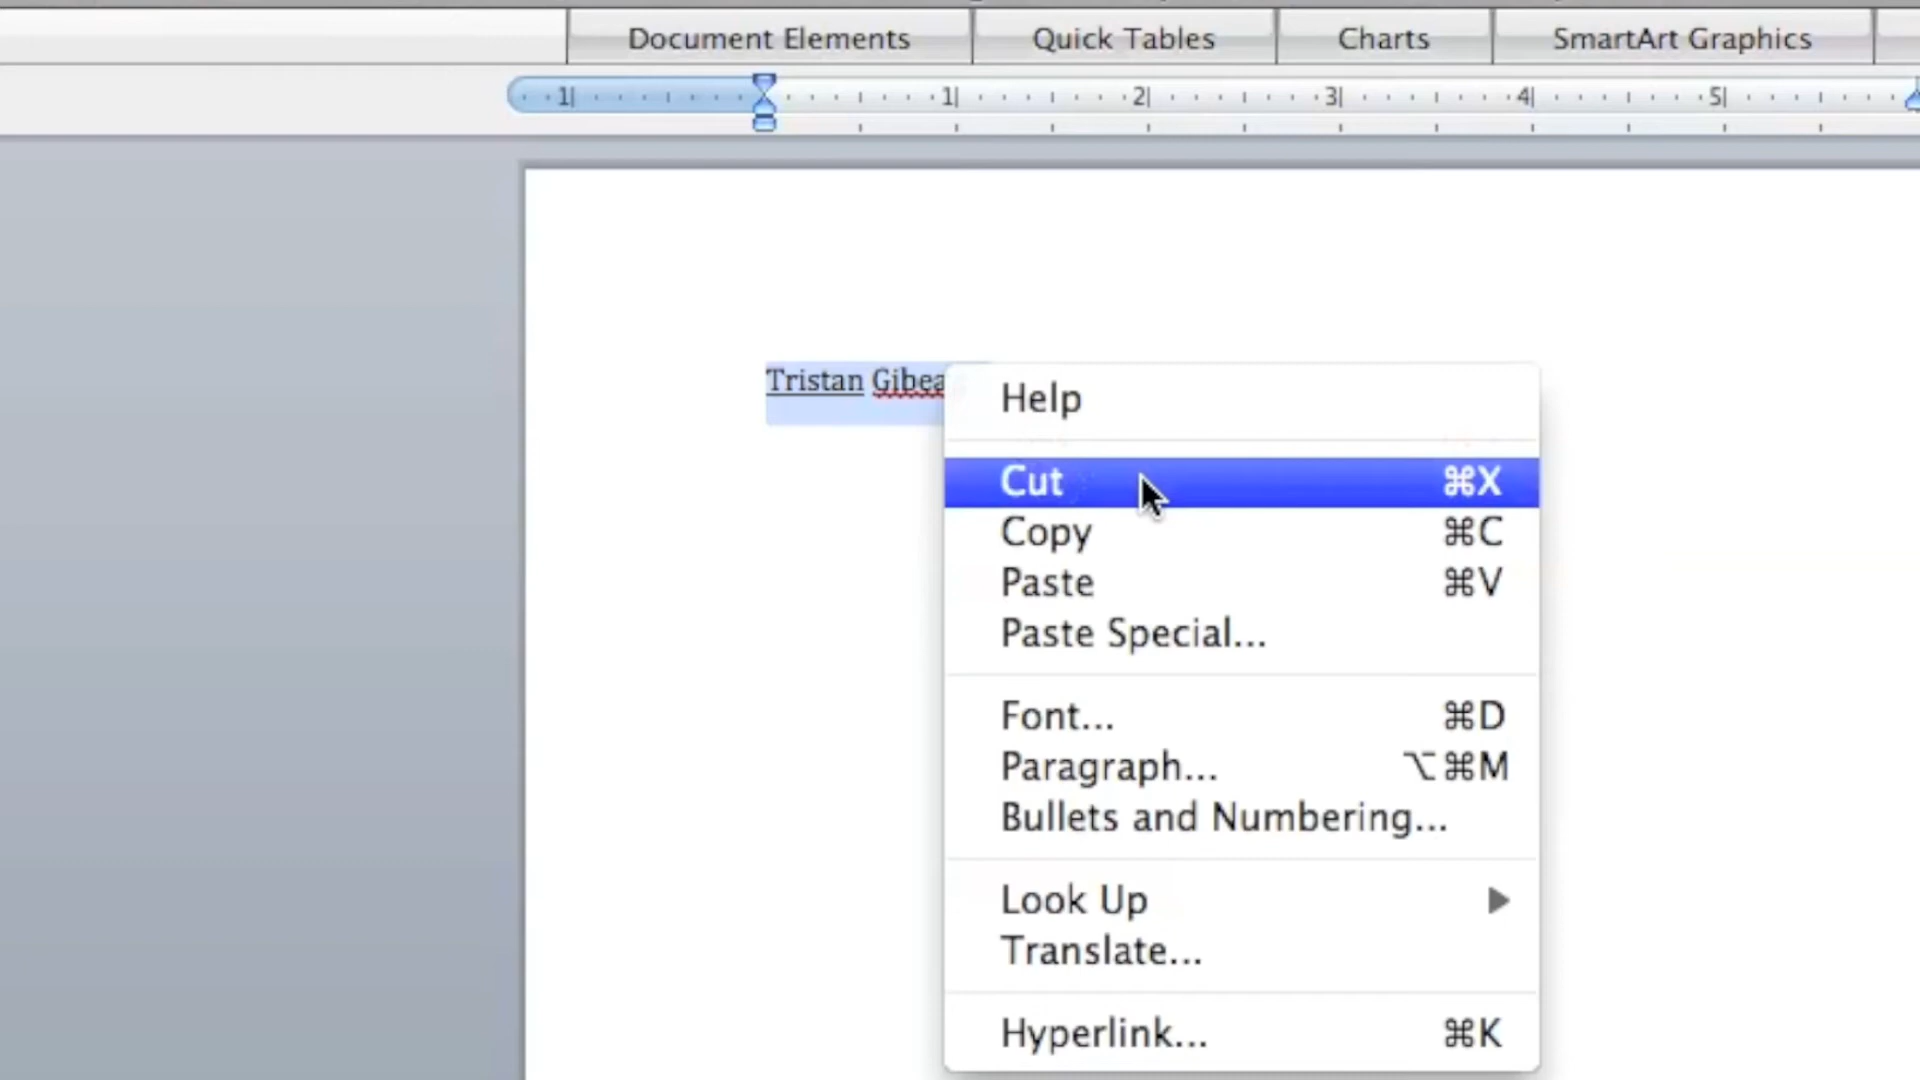 Document Elements Quick Tables Charts SmartArt Graphics
1 1 2 3 4 5
Tristan
Help
Cut ⌘X
Copy ⌘C
Paste ⌘V
Paste Special...
Font... ⌘D
Paragraph... ⌥⌘M
Bullets and Numbering...
Look Up
Translate...
Hyperlink... ⌘K